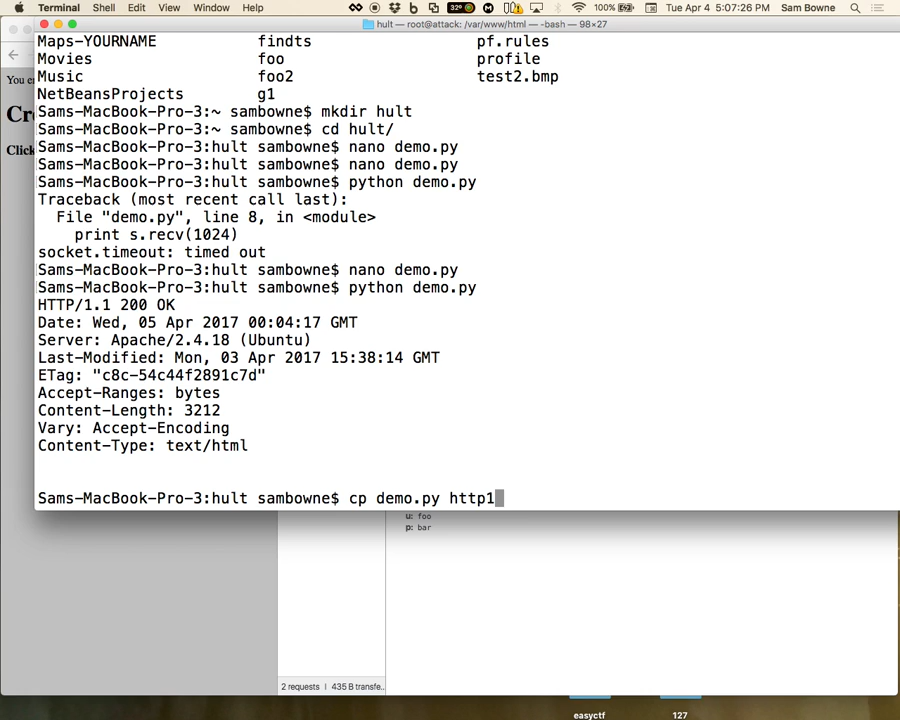 Terminal Shell Edit View Window Help 32° 100% Tue Apr 4 5:07:26 PM Sam Bowne
hult — root@attack: /var/www/html — -bash — 98×27
Maps-YOURNAME findts pf.rules
Movies foo profile
Music foo2 test2.bmp
NetBeansProjects g1
Sams-MacBook-Pro-3:~ sambowne$ mkdir hult
Sams-MacBook-Pro-3:~ sambowne$ cd hult/
Sams-MacBook-Pro-3:hult sambowne$ nano demo.py
Sams-MacBook-Pro-3:hult sambowne$ nano demo.py
Sams-MacBook-Pro-3:hult sambowne$ python demo.py
Traceback (most recent call last):
File "demo.py", line 8, in <module>
print s.recv(1024)
socket.timeout: timed out
Sams-MacBook-Pro-3:hult sambowne$ nano demo.py
Sams-MacBook-Pro-3:hult sambowne$ python demo.py
HTTP/1.1 200 OK
Date: Wed, 05 Apr 2017 00:04:17 GMT
Server: Apache/2.4.18 (Ubuntu)
Last-Modified: Mon, 03 Apr 2017 15:38:14 GMT
ETag: "c8c-54c44f2891c7d"
Accept-Ranges: bytes
Content-Length: 3212
Vary: Accept-Encoding
Content-Type: text/html
Sams-MacBook-Pro-3:hult sambowne$ cp demo.py http1
You e
Cr
Click
u: foo
p: bar
2 requests | 435 B transfe..
easyctf 127